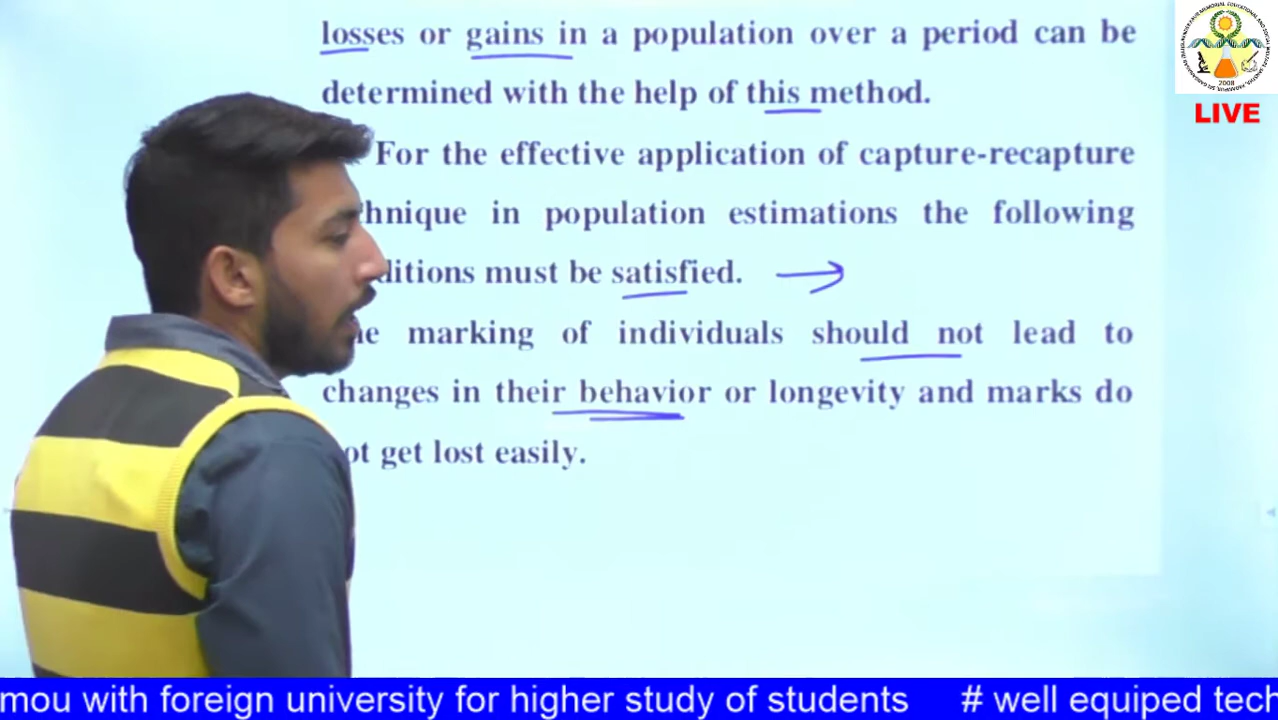 losses or gains in a population over a period can be
determined with the help of this method.
For the effective application of capture-recapture
in population estimations the following
must be satisfied.
marking of individuals should not lead to
changes in their behavior or longevity and marks do
get lost easily.
LIVE
2008
mou with foreign university for higher study of students # well equiped tech